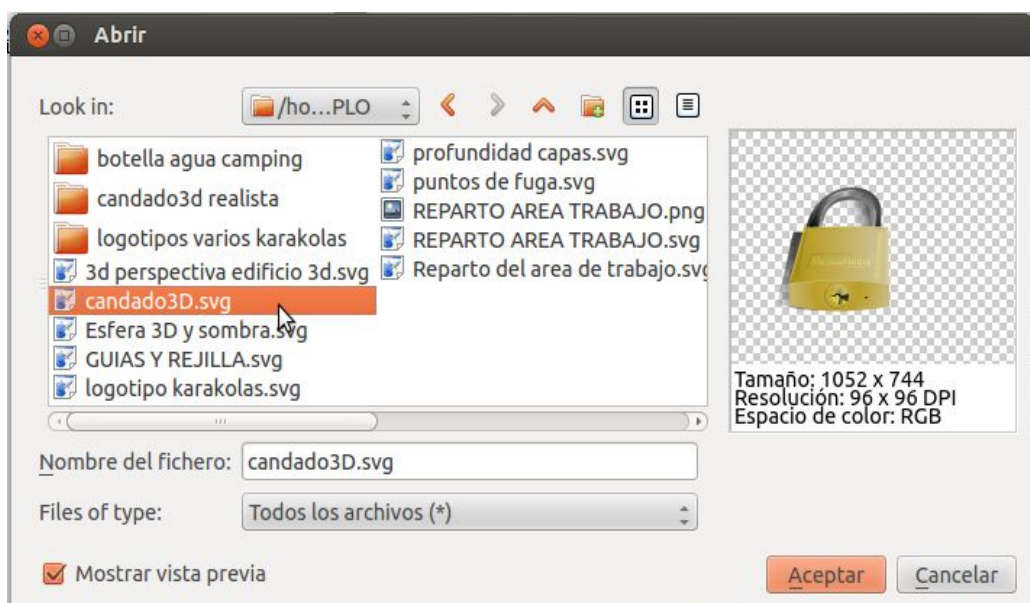 Abrir
Look in:
/ho...PLO
botella agua camping
candado3d realista
logotipos varios karakolas
3d perspectiva edificio 3d.svg
candado3D.svg
Esfera 3D y sombra.svg
GUIAS Y REJILLA.svg
logotipo karakolas.svg
profundidad capas.svg
puntos de fuga.svg
REPARTO AREA TRABAJO.png
REPARTO AREA TRABAJO.svg
Reparto del area de trabajo.svg
Tamaño: 1052 x 744
Resolución: 96 x 96 DPI
Espacio de color: RGB
Nombre del fichero: candado3D.svg
Files of type: Todos los archivos (*)
Mostrar vista previa
Aceptar
Cancelar